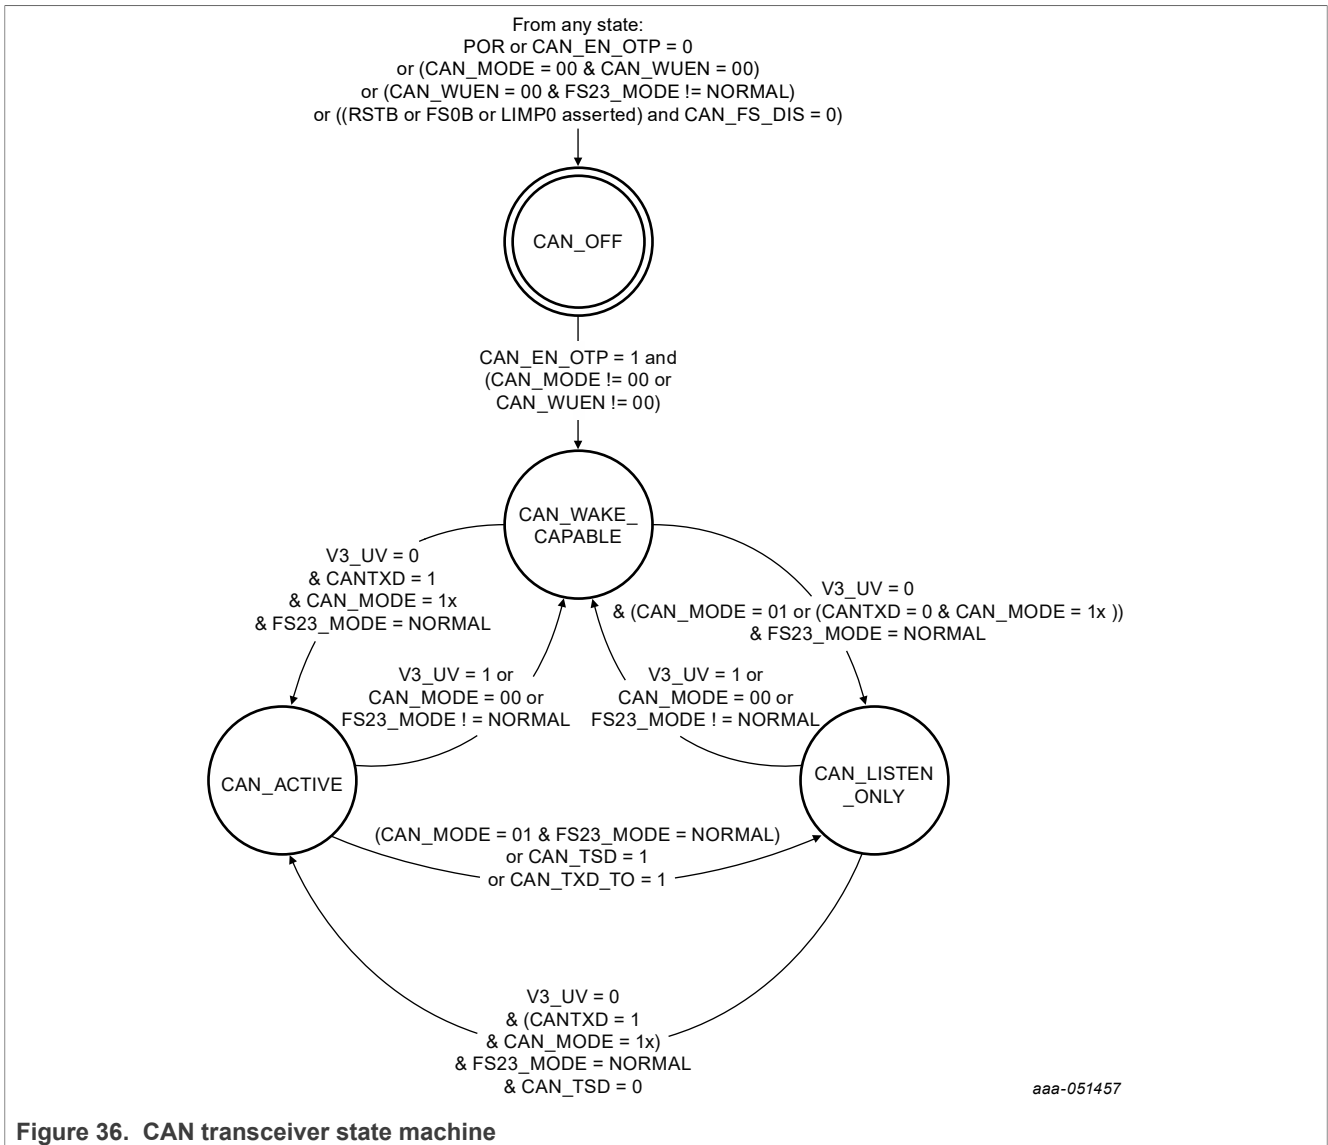 From any state:
POR or CAN_EN_OTP = 0
or (CAN_MODE = 00 & CAN_WUEN = 00)
or (CAN_WUEN = 00 & FS23_MODE != NORMAL)
or ((RSTB or FS0B or LIMP0 asserted) and CAN_FS_DIS = 0)
CAN_OFF
CAN_EN_OTP = 1 and
(CAN_MODE != 00 or
CAN_WUEN != 00)
CAN_WAKE_
CAPABLE
V3_UV = 0
& CANTXD = 1
& CAN_MODE = 1x
& FS23_MODE = NORMAL
V3_UV = 0
& (CAN_MODE = 01 or (CANTXD = 0 & CAN_MODE = 1x ))
& FS23_MODE = NORMAL
V3_UV = 1 or
CAN_MODE = 00 or
FS23_MODE ! = NORMAL
V3_UV = 1 or
CAN_MODE = 00 or
FS23_MODE ! = NORMAL
CAN_ACTIVE
CAN_LISTEN
_ONLY
(CAN_MODE = 01 & FS23_MODE = NORMAL)
or CAN_TSD = 1
or CAN_TXD_TO = 1
V3_UV = 0
& (CANTXD = 1
& CAN_MODE = 1x)
& FS23_MODE = NORMAL
& CAN_TSD = 0
aaa-051457
Figure 36. CAN transceiver state machine